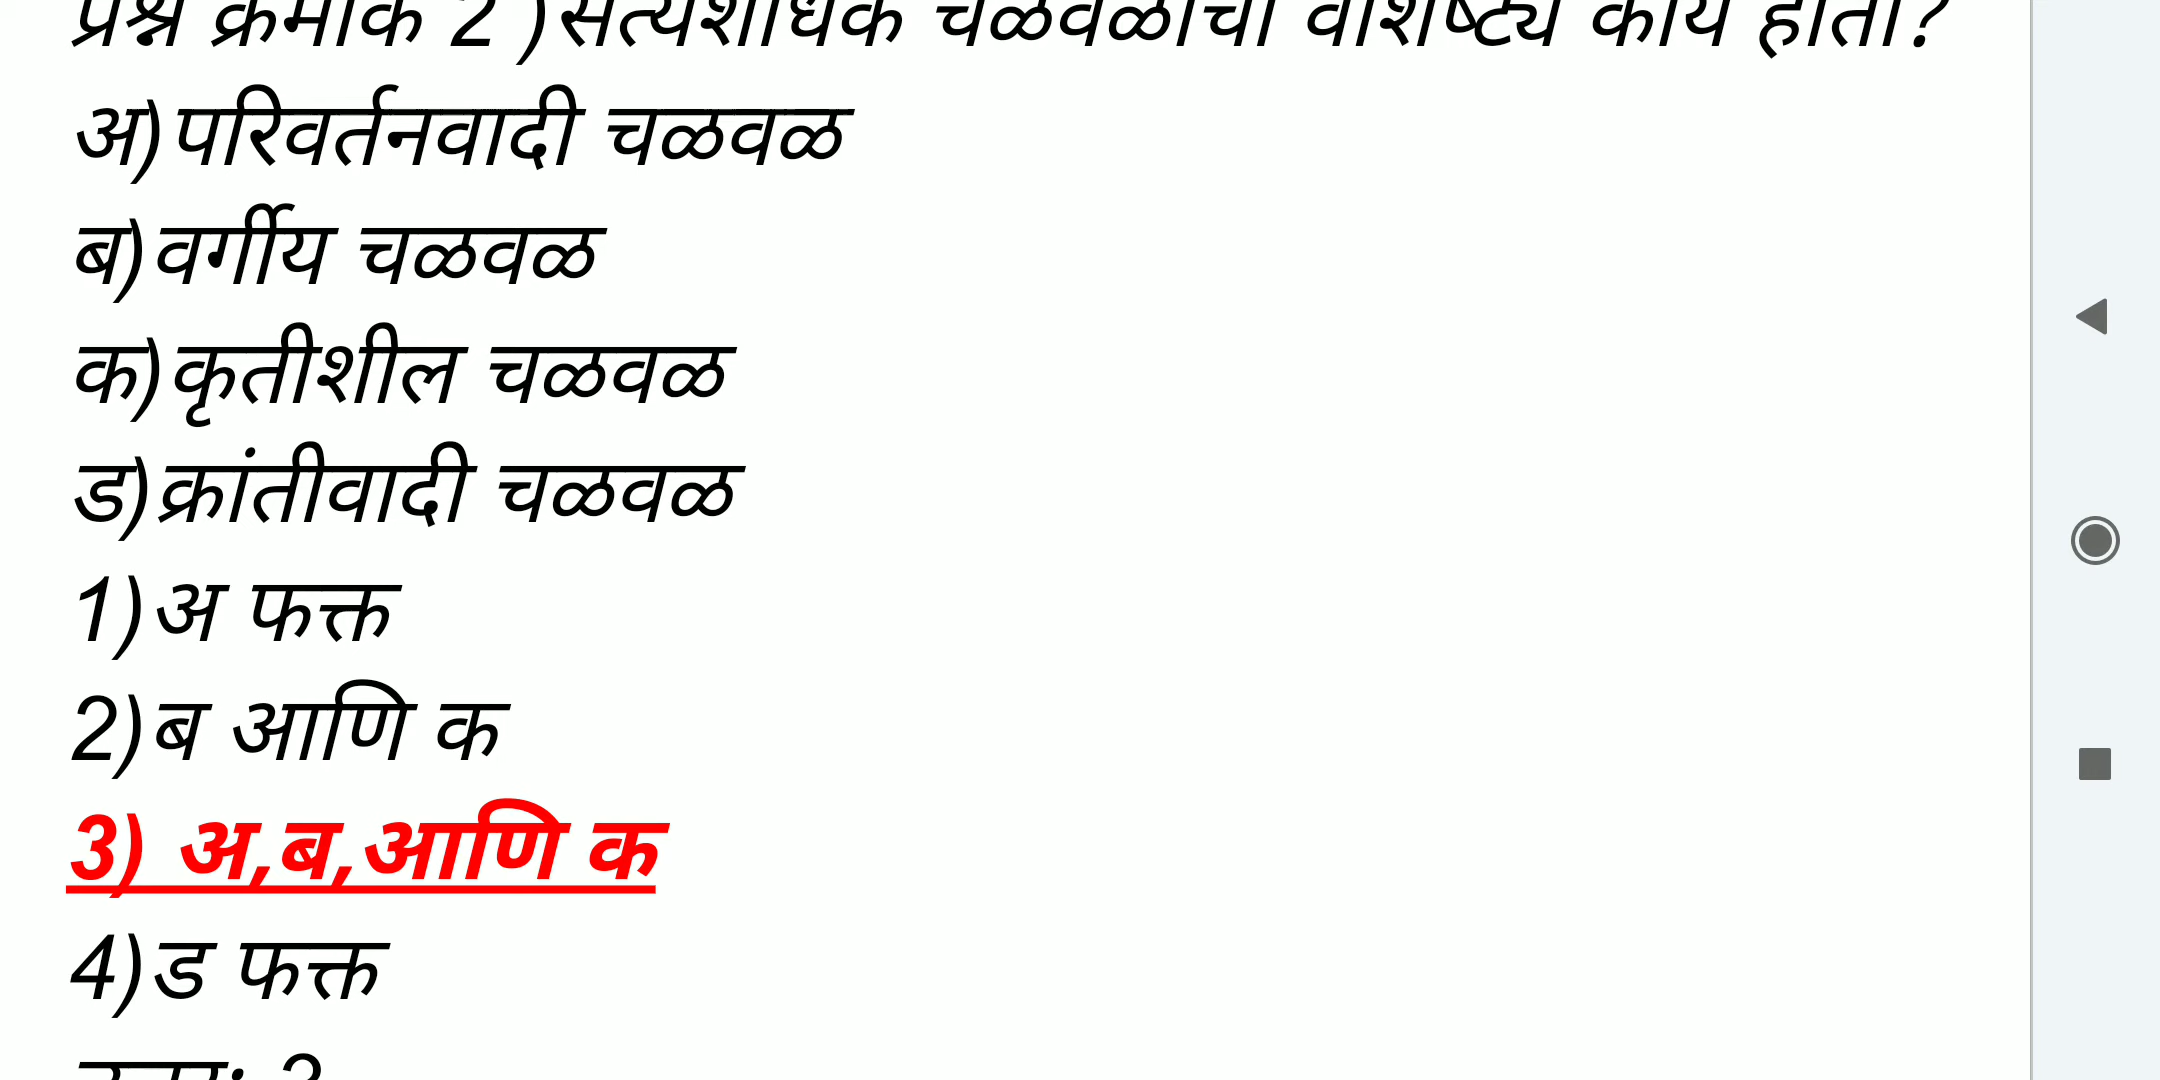 प्रश्न क्रमांक 2 )सत्यशोधक चळवळीची वैशिष्ट्ये काय होती?
अ)परिवर्तनवादी चळवळ
ब)वर्गीय चळवळ
क)कृतीशील चळवळ
ड)क्रांतीवादी चळवळ
1)अ फक्त
2)ब आणि क
3) अ,ब,आणि क
4)ड फक्त